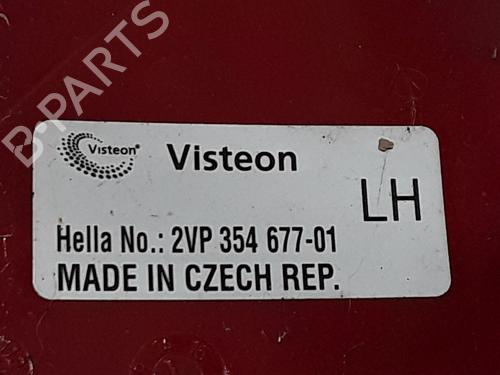 Visteon Visteon
LH
Hella No.: 2VP 354 677-01
MADE IN CZECH REP.
B-PARTS